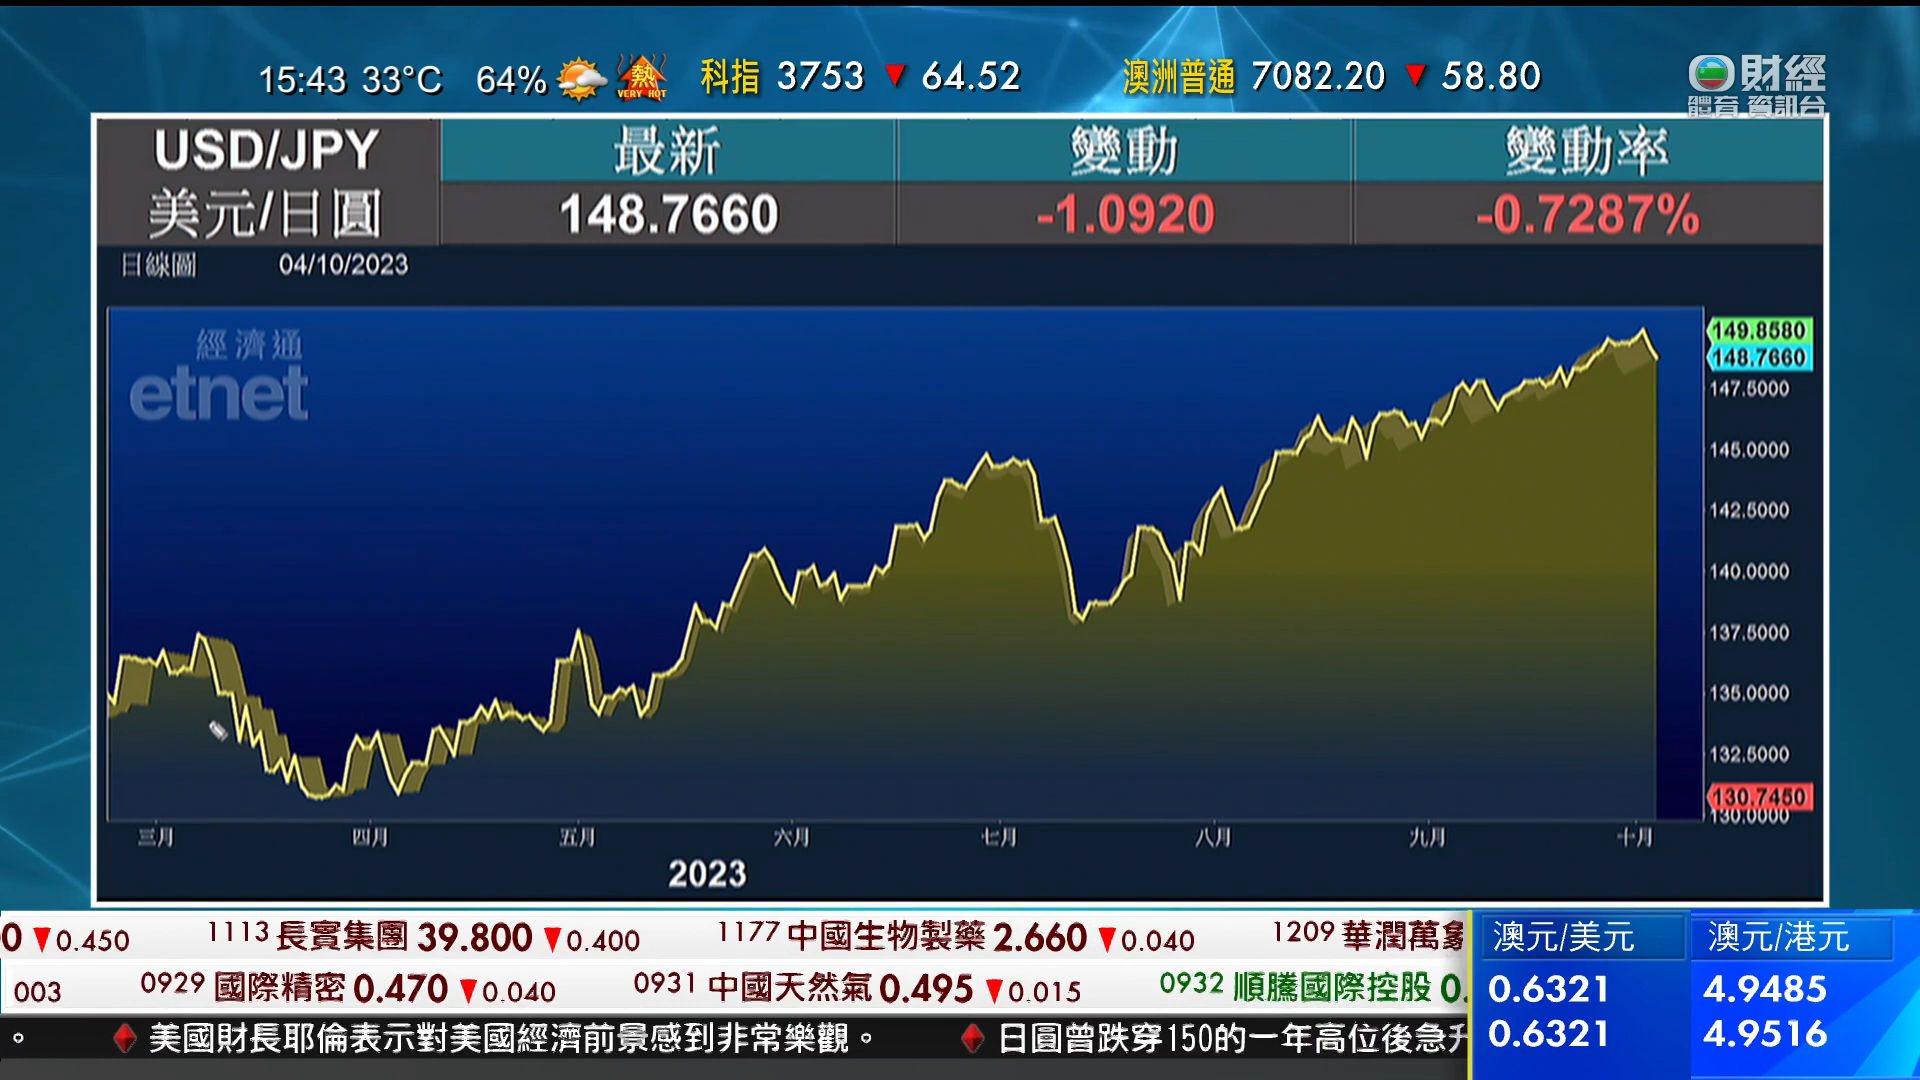 15:43 33°C 64% 科指 3753 ▼ 64.52 澳洲普通 7082.20 ▼ 58.80
VERY HOT
熱
財經
體育 資訊台
USD/JPY 最新 變動 變動率
美元/日圓 148.7660 -1.0920 -0.7287%
日線圖 04/10/2023
經濟通
etnet
149.8580
148.7660
147.5000
145.0000
142.5000
140.0000
137.5000
135.0000
132.5000
130.7450
130.0000
三月 四月 五月 六月 七月 八月 九月 十月
2023
0 ▼0.450 1113 長實集團 39.800 ▼0.400 1177 中國生物製藥 2.660 ▼0.040 1209 華潤萬
003 0929 國際精密 0.470 ▼0.040 0931 中國天然氣 0.495 ▼0.015 0932 順騰國際控股 0.
。 ♦ 美國財長耶倫表示對美國經濟前景感到非常樂觀。 ♦ 日圓曾跌穿150的一年高位後急升
澳元/美元 澳元/港元
0.6321 4.9485
0.6321 4.9516